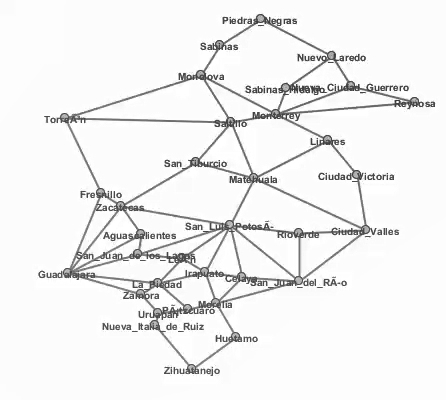 Piedras_Negras
Sabinas
Nuevo_Laredo
Monclova
Sabinas_Hidalgo
Nueva_Ciudad_Guerrero
Reynosa
TorreÃ³n
Saltillo
Monterrey
Linares
San_Tiburcio
Matehuala
Ciudad_Victoria
Fresnillo
Zacatecas
San_Luis_PotosÃ­
Aguascalientes
Rioverde
Ciudad_Valles
San_Juan_de_los_Lagos
Guadalajara
Irapuato
Celaya
San_Juan_del_RÃ­o
La_Piedad
Zamora
Morelia
PÃ¡tzcuaro
Uruapan
Nueva_Italia_de_Ruiz
Huetamo
Zihuatanejo